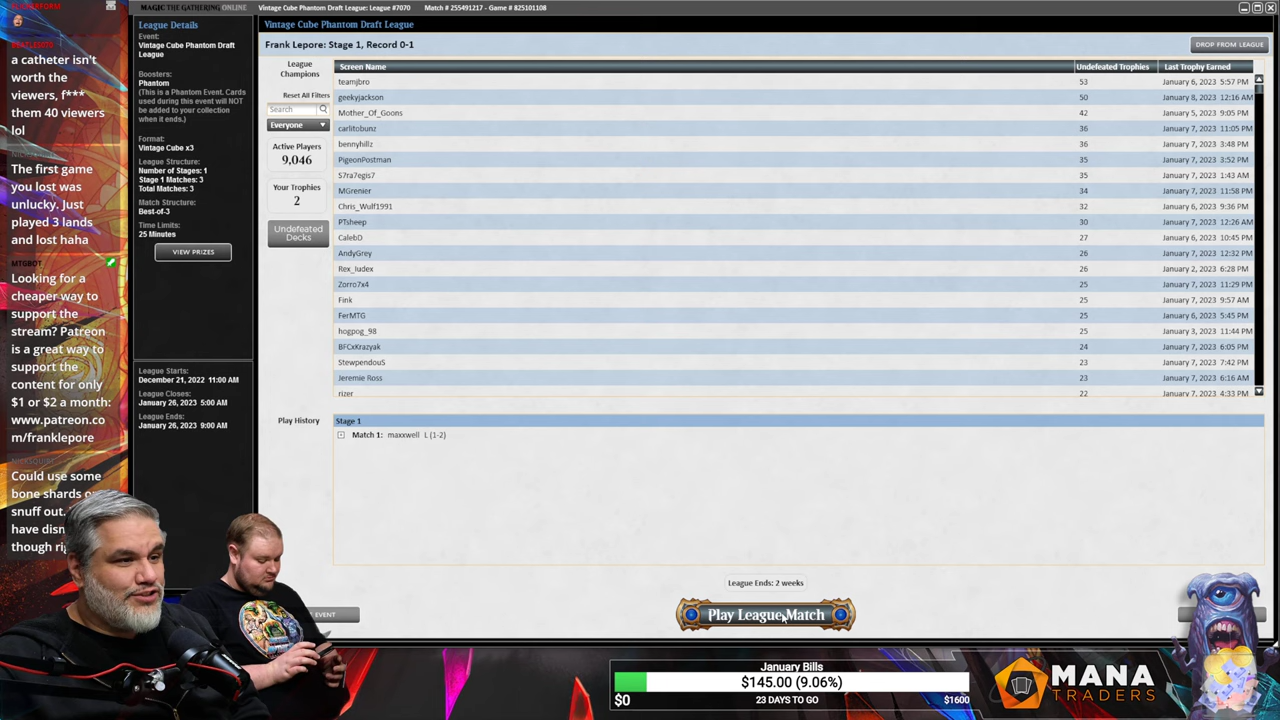 MAGIC THE GATHERING ONLINE
Vintage Cube Phantom Draft League: League #7070
Match # 255491217 - Game # 825101108
a catheter isn't
worth the
viewers, f***
them 40 viewers
lol
The first game
you lost was
unlucky. Just
played 3 lands
and lost haha
MTGBOT
Looking for a
cheaper way to
support the
stream? Patreon
is a great way to
support the
content for only
$1 or $2 a month:
www.patreon.co
m/franklepore
Could use some
bone shards o
snuff out.
have dism
though ri
League Details
Event:
Vintage Cube Phantom Draft
League
Boosters:
Phantom
(This is a Phantom Event. Cards
used during this event will NOT
be added to your collection
when it ends.)
Format:
Vintage Cube x3
League Structure:
Number of Stages: 1
Stage 1 Matches: 3
Total Matches: 3
Match Structure:
Best-of-3
Time Limits:
25 Minutes
VIEW PRIZES
League Starts:
December 21, 2022 11:00 AM
League Closes:
January 26, 2023 5:00 AM
League Ends:
January 26, 2023 9:00 AM
Vintage Cube Phantom Draft League
Frank Lepore: Stage 1, Record 0-1
DROP FROM LEAGUE
League
Champions
Reset All Filters
Search
Everyone
Active Players
9,046
Your Trophies
2
Undefeated
Decks
Screen Name Undefeated Trophies Last Trophy Earned
teamjbro 53 January 6, 2023 5:57 PM
geekyjackson 50 January 8, 2023 12:16 AM
Mother_Of_Goons 42 January 5, 2023 9:05 PM
carlitobunz 36 January 7, 2023 11:05 PM
bennyhillz 36 January 7, 2023 3:48 PM
PigeonPostman 35 January 7, 2023 3:52 PM
S7ra7egis7 35 January 7, 2023 1:43 AM
MGrenier 34 January 7, 2023 11:58 PM
Chris_Wulf1991 32 January 6, 2023 9:36 PM
PTsheep 30 January 7, 2023 12:26 AM
CalebD 27 January 6, 2023 10:45 PM
AndyGrey 26 January 7, 2023 12:32 PM
Rex_Iudex 26 January 2, 2023 6:28 PM
Zorro7x4 25 January 7, 2023 11:29 PM
Fink 25 January 7, 2023 9:57 AM
FerMTG 25 January 6, 2023 5:45 PM
hogpog_98 25 January 3, 2023 11:44 PM
BFCxKrazyak 24 January 7, 2023 6:05 PM
StewpendouS 23 January 7, 2023 7:42 PM
Jeremie Ross 23 January 7, 2023 6:16 AM
rizer 22 January 7, 2023 4:33 PM
Play History
Stage 1
Match 1: maxxwell L (1-2)
League Ends: 2 weeks
EVENT
Play League Match
January Bills
$145.00 (9.06%)
$0 23 DAYS TO GO $1600
MANA
TRADERS